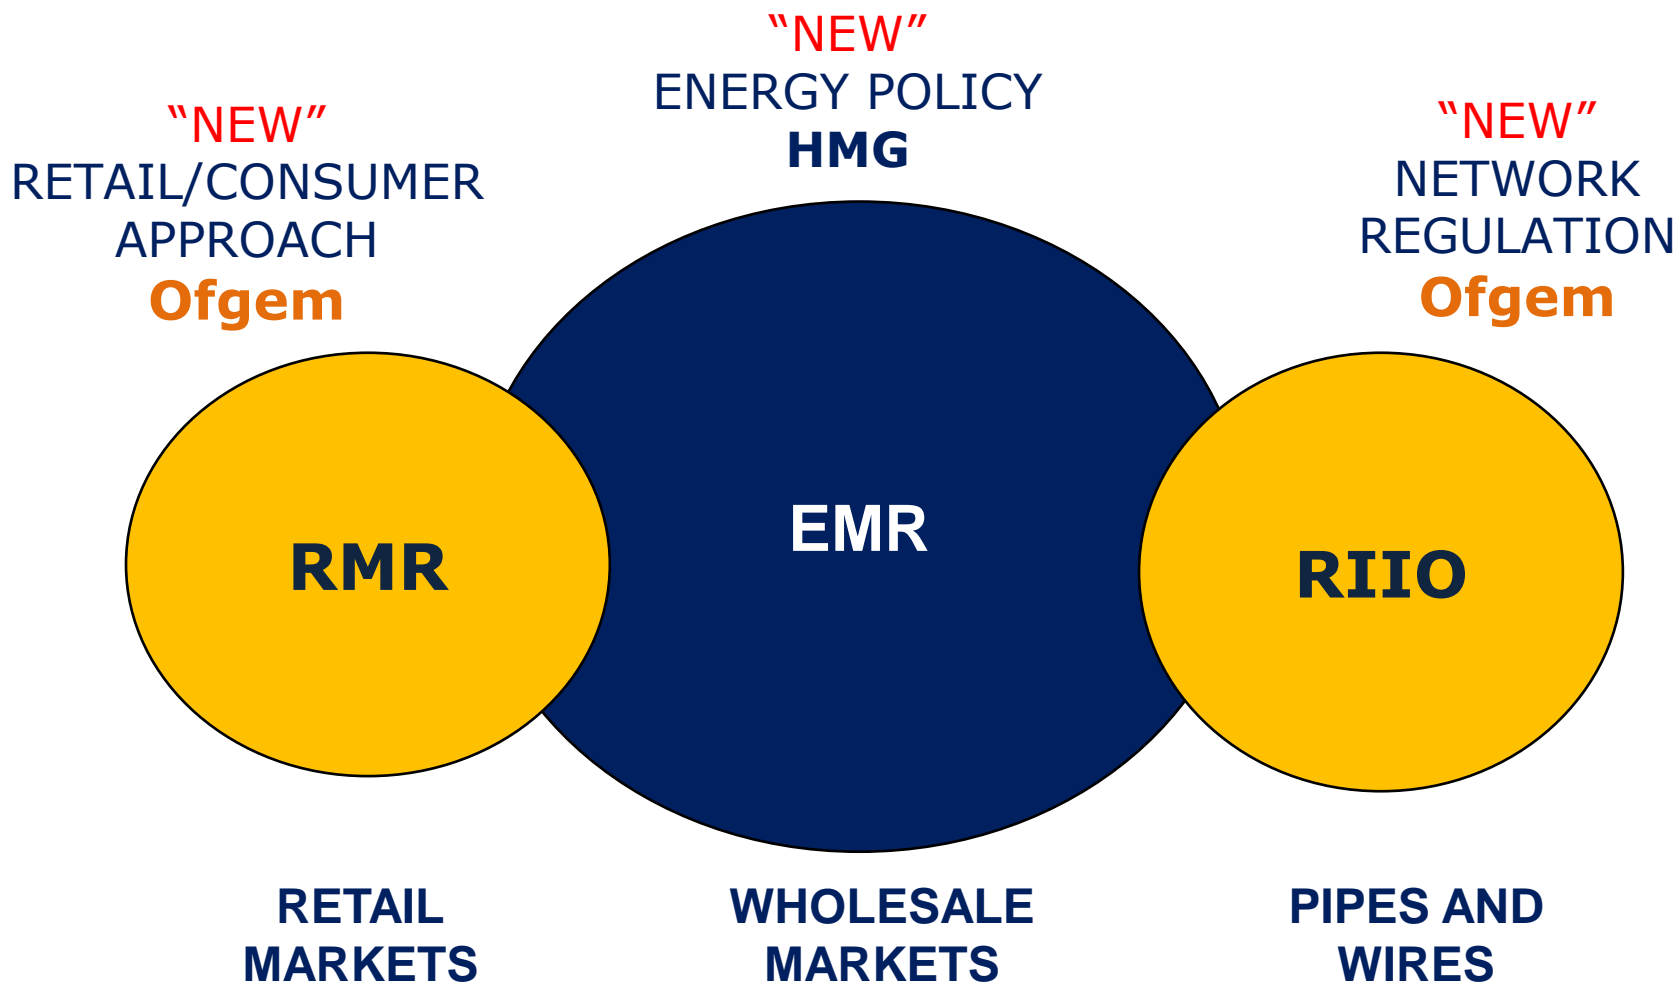 “NEW”
RETAIL/CONSUMER
APPROACH
Ofgem
“NEW”
ENERGY POLICY
HMG
“NEW”
NETWORK
REGULATION
Ofgem
RMR
EMR
RIIO
RETAIL
MARKETS
WHOLESALE
MARKETS
PIPES AND
WIRES